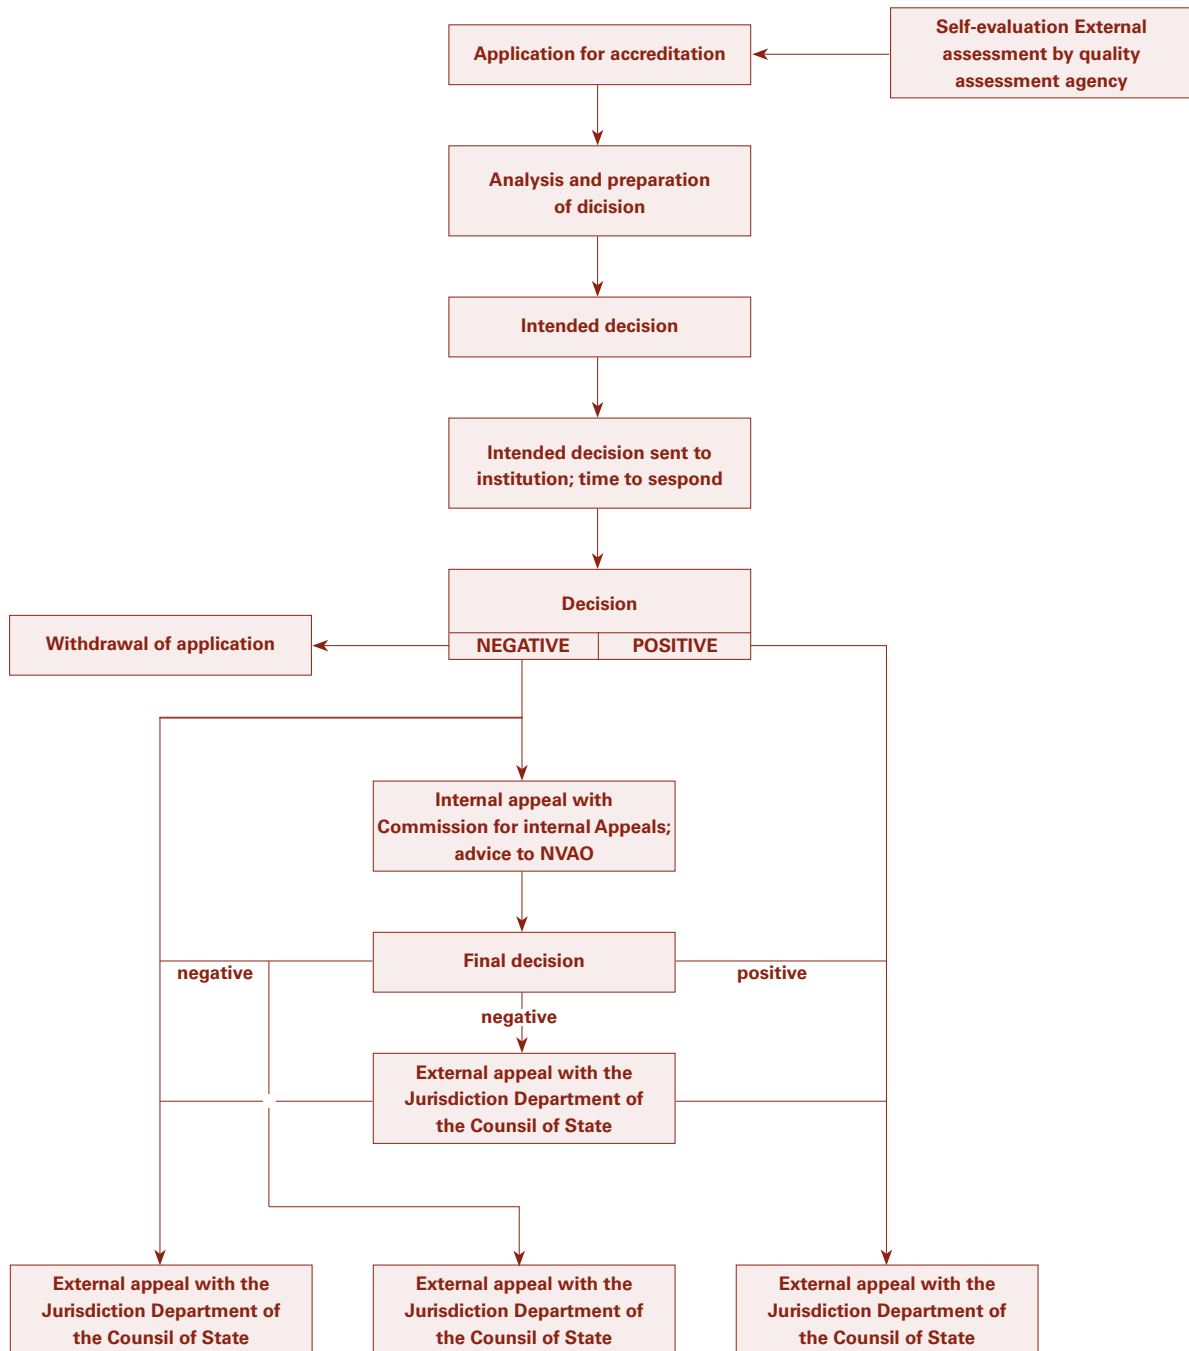 Self-evaluation External
assessment by quality
assessment agency
Application for accreditation
Analysis and preparation
of dicision
Intended decision
Intended decision sent to
institution; time to sespond
Decision
NEGATIVE POSITIVE
Withdrawal of application
Internal appeal with
Commission for internal Appeals;
advice to NVAO
Final decision
negative
positive
negative
External appeal with the
Jurisdiction Department of
the Counsil of State
External appeal with the
Jurisdiction Department of
the Counsil of State
External appeal with the
Jurisdiction Department of
the Counsil of State
External appeal with the
Jurisdiction Department of
the Counsil of State